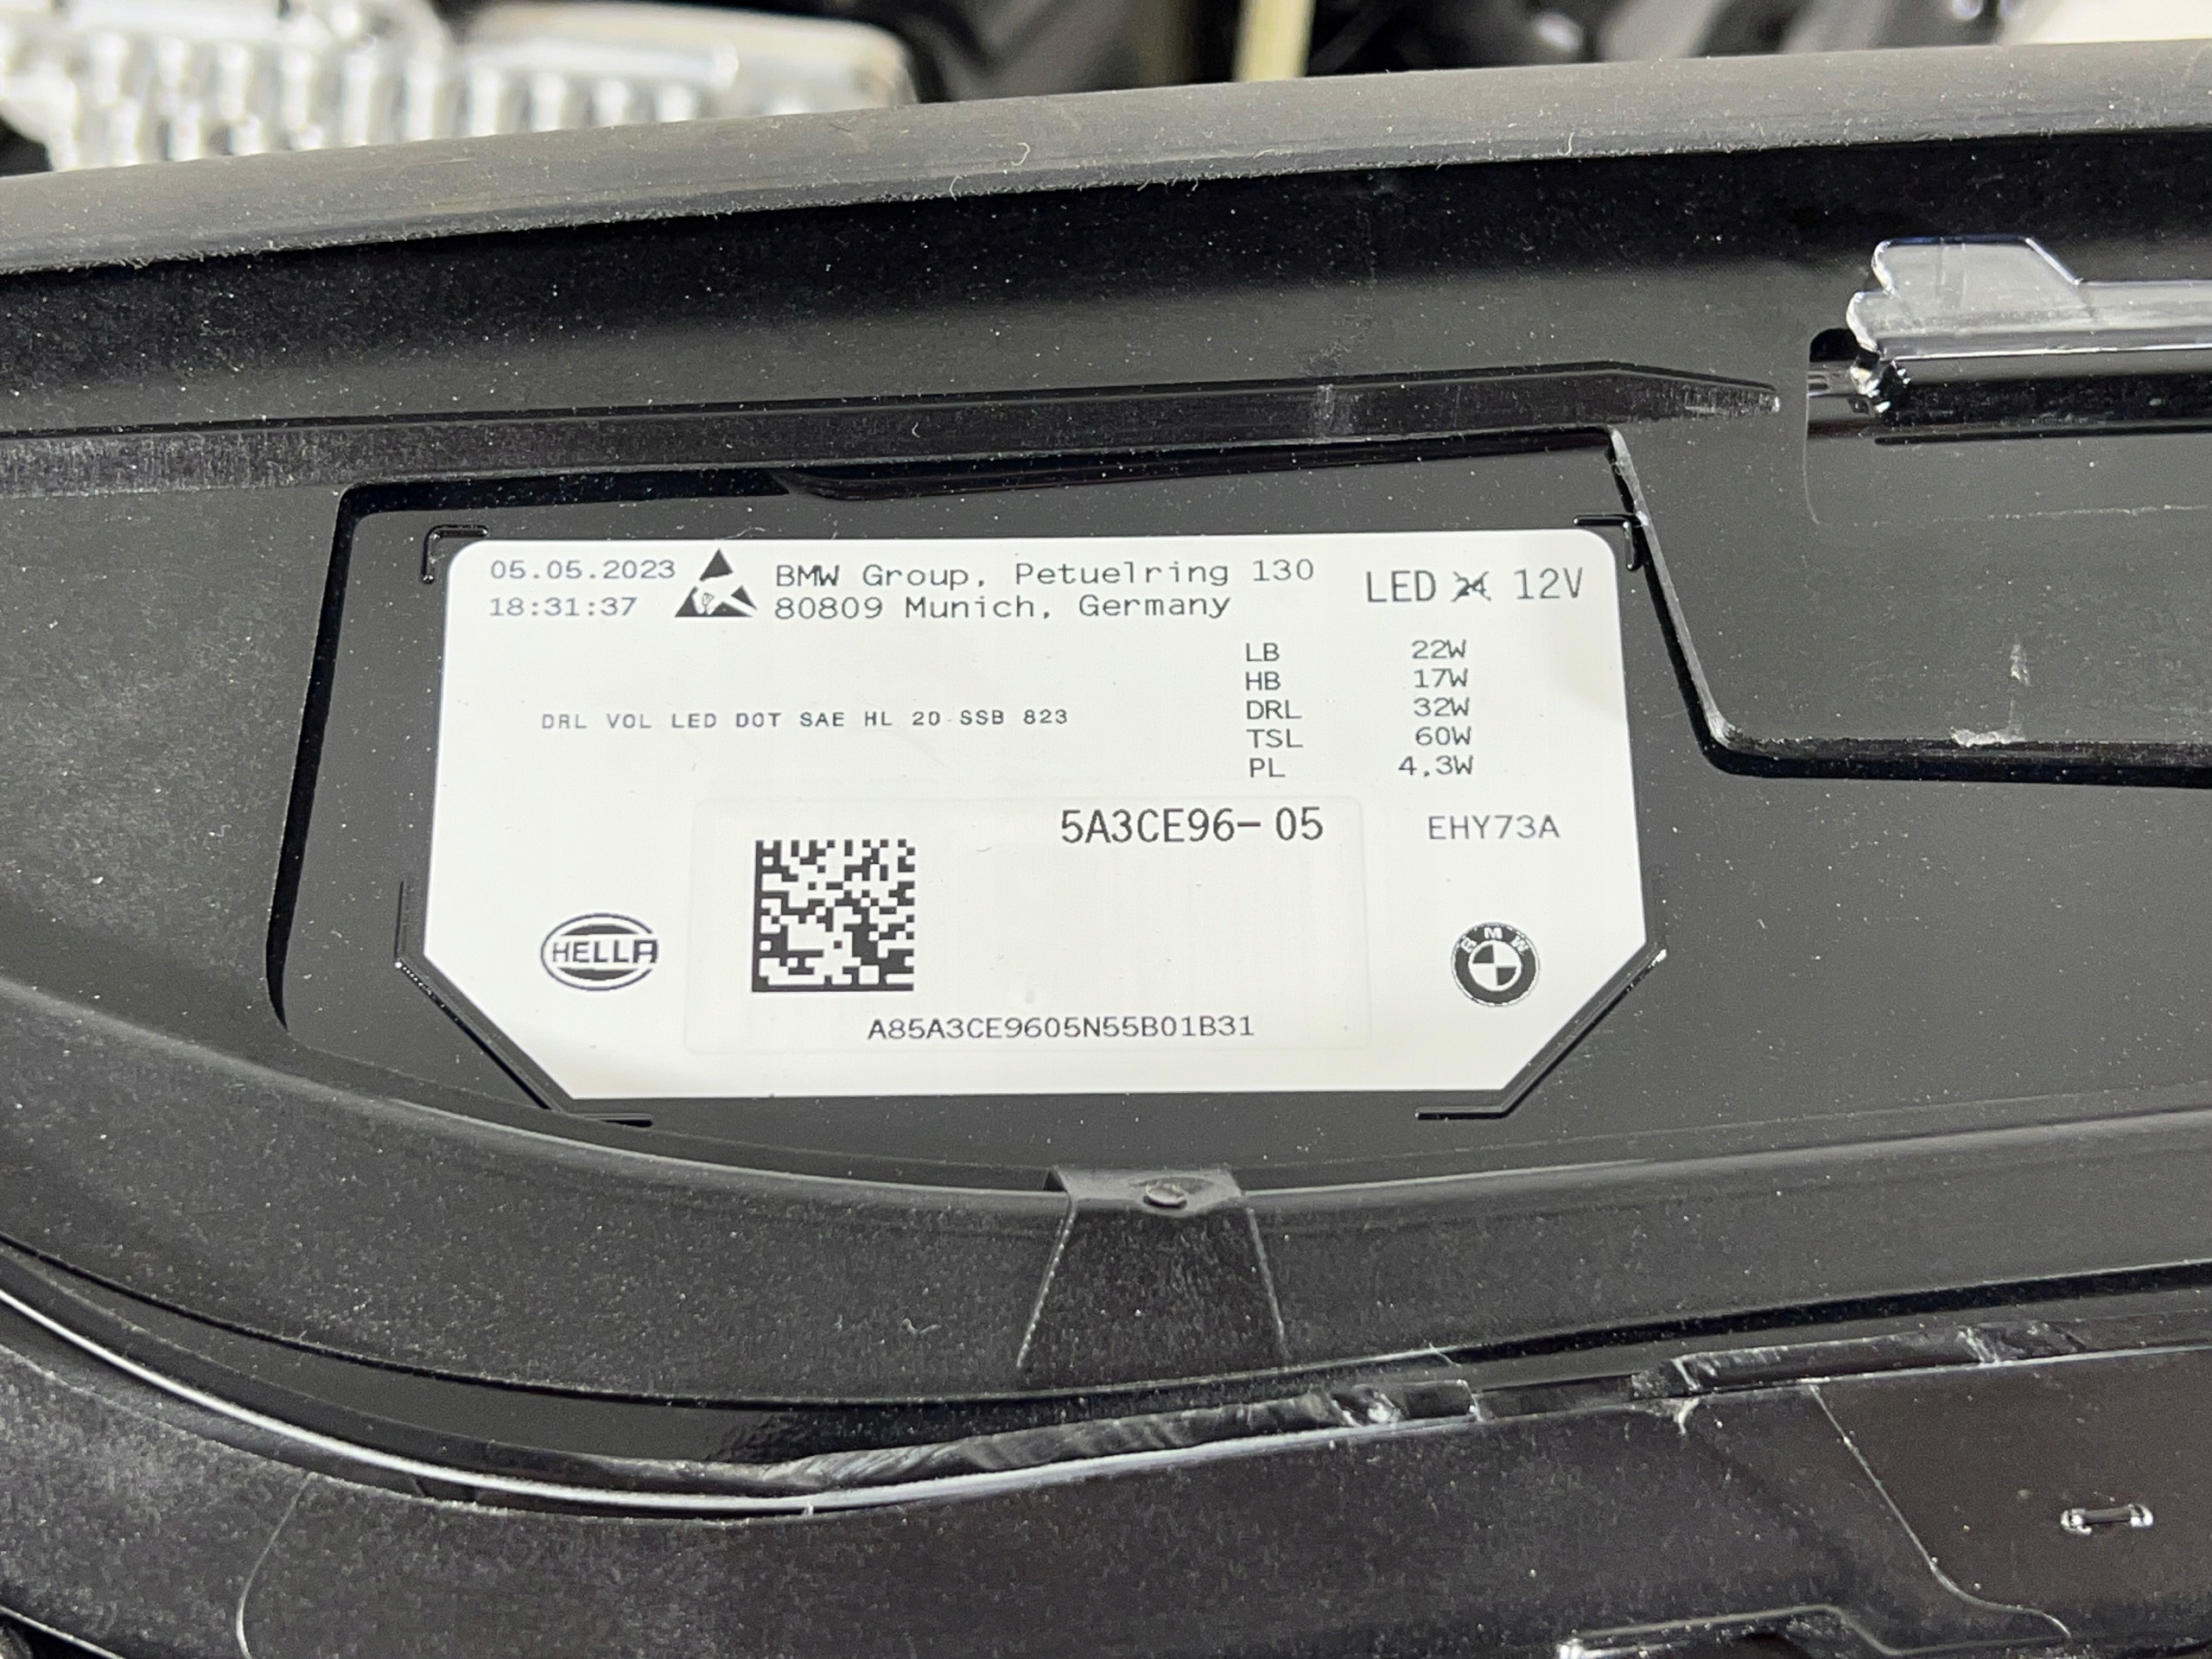 05.05.2023
18:31:37
BMW Group, Petuelring 130
80809 Munich, Germany
LED 24 12V
LB 22W
HB 17W
DRL 32W
TSL 60W
PL 4.3W
DRL VOL LED DOT SAE HL 20 SSB 823
5A3CE96-05
EHY73A
HELLA
BMW
A85A3CE9605N55B01B31